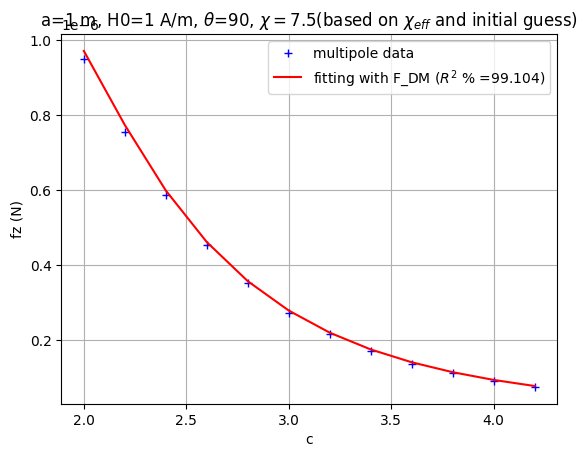 a=1 m, H0=1 A/m, θ=90, χ = 7.5(based on χ_eff and initial guess)
1e−6
1.0
0.8
0.6
0.4
0.2
fz (N)
multipole data
fitting with F_DM (R² % =99.104)
2.0 2.5 3.0 3.5 4.0
c